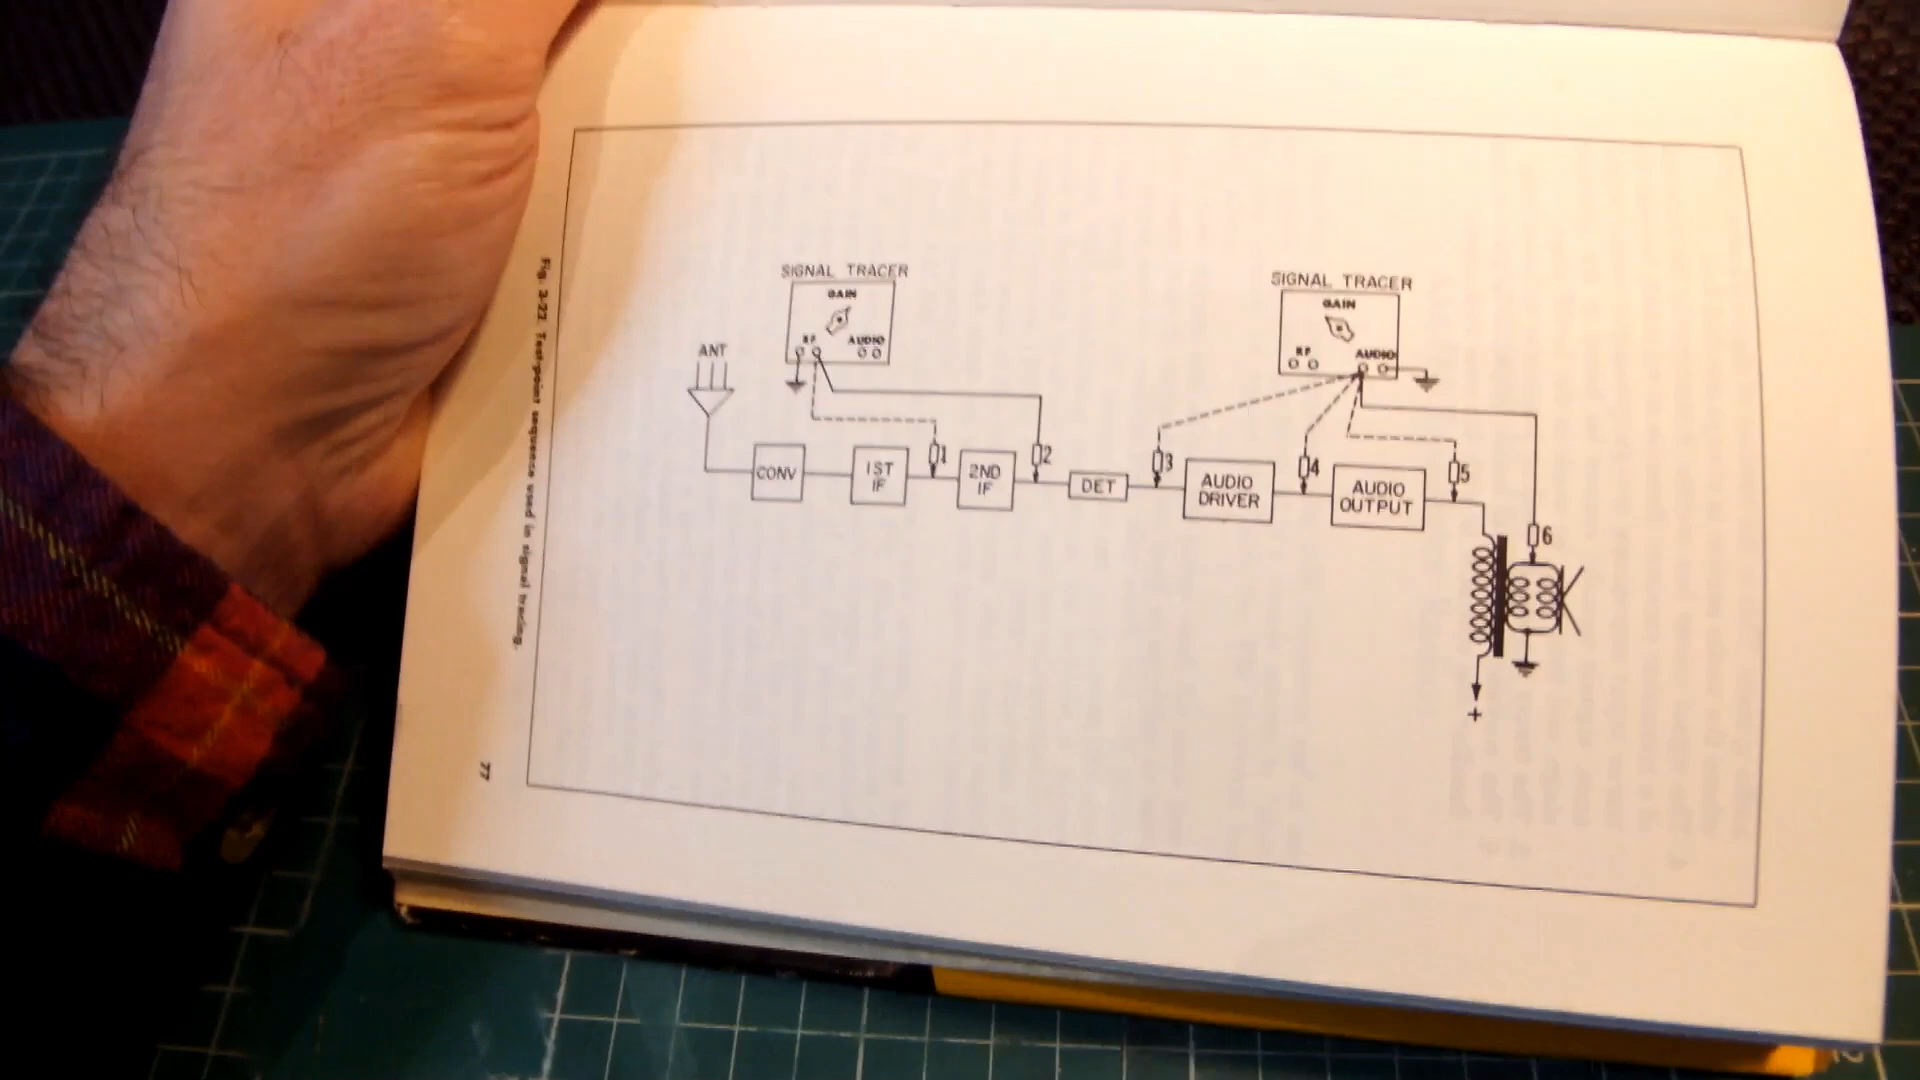 SIGNAL TRACER
GAIN
RF AUDIO
SIGNAL TRACER
GAIN
RF AUDIO
ANT
CONV
1ST
IF
1
2ND
IF
2
DET
3
AUDIO
DRIVER
4
AUDIO
OUTPUT
5
6
+
Fig. 3-22. Test-point sequence used in signal tracing.
77